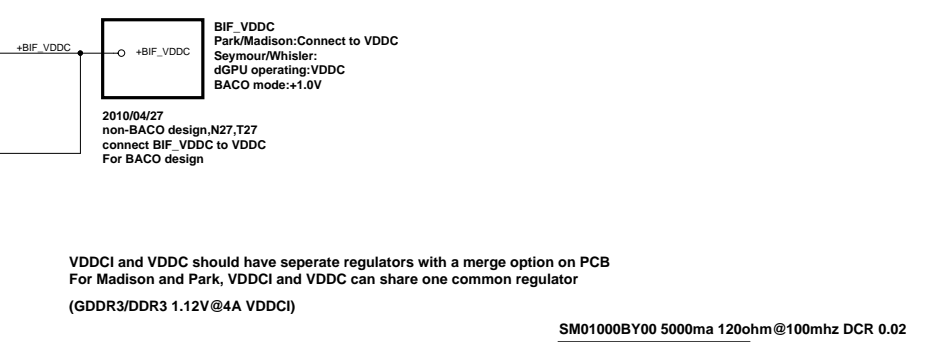 BIF_VDDC
Park/Madison:Connect to VDDC
+BIF_VDDC
+BIF_VDDC
Seymour/Whisler:
dGPU operating:VDDC
BACO mode:+1.0V
2010/04/27
non-BACO design,N27,T27
connect BIF_VDDC to VDDC
For BACO design
VDDCI and VDDC should have seperate regulators with a merge option on PCB
For Madison and Park, VDDCI and VDDC can share one common regulator
(GDDR3/DDR3 1.12V@4A VDDCI)
SM01000BY00 5000ma 120ohm@100mhz DCR 0.02